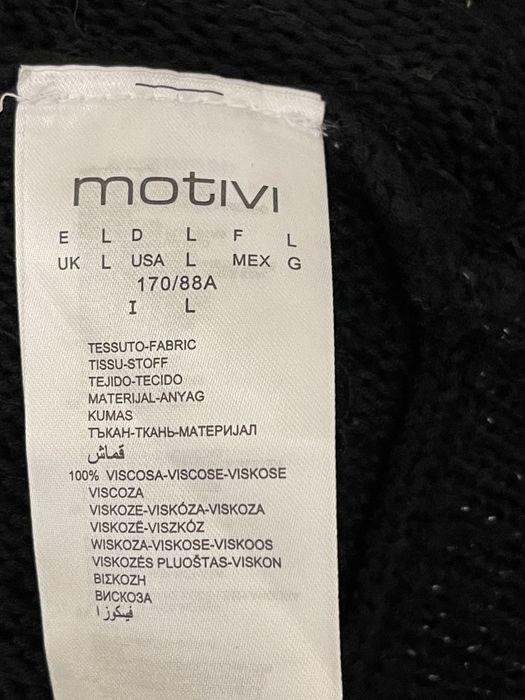 motivi
E L D L F L
UK L USA L MEX G
170/88A
I L
TESSUTO-FABRIC
TISSU-STOFF
TEJIDO-TECIDO
MATERIJAL-ANYAG
KUMAS
ТЪКАН-ТКАНЬ-МАТЕРИЈАЛ
قماش
100% VISCOSA-VISCOSE-VISKOSE
VISCOZA
VISKOZE-VISKÓZA-VISKOZA
VISKOZĖ-VISZKÓZ
WISKOZA-VISKOSE-VISKOOS
VISKOZĖS PLUOŠTAS-VISKON
ΒΙΣΚΟΖΗ
ВИСКОЗА
فيسكوزا